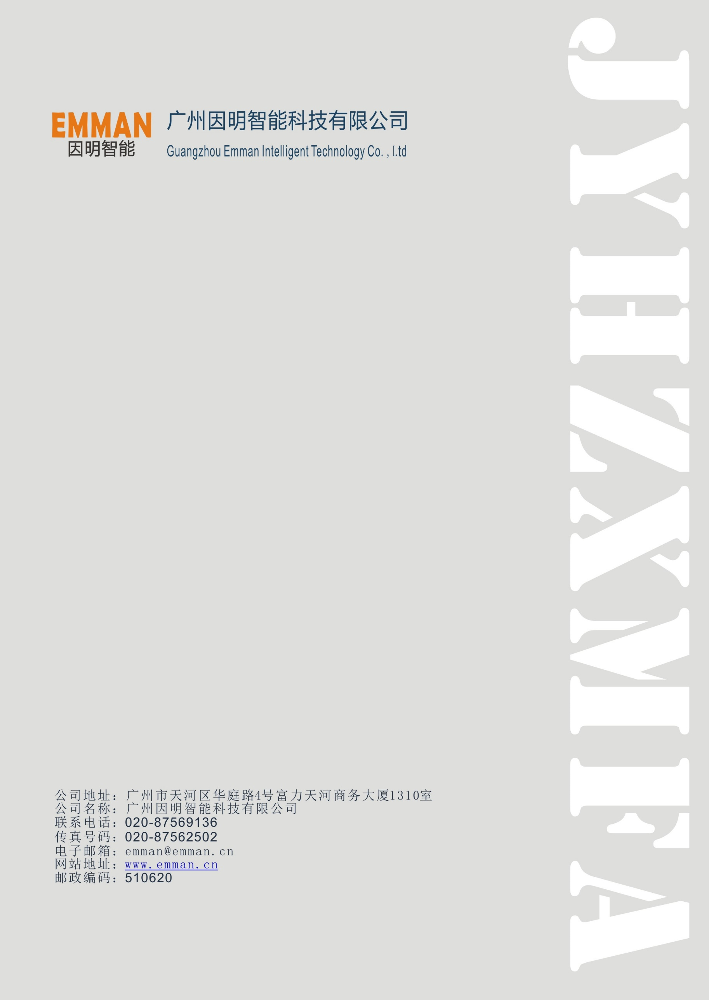 EMMAN
因明智能
广州因明智能科技有限公司
Guangzhou Emman Intelligent Technology Co. , Ltd
JYHZXMFA
公司地址：广州市天河区华庭路4号富力天河商务大厦1310室
公司名称：广州因明智能科技有限公司
联系电话：020-87569136
传真号码：020-87562502
电子邮箱：emman@emman.cn
网站地址：www.emman.cn
邮政编码：510620